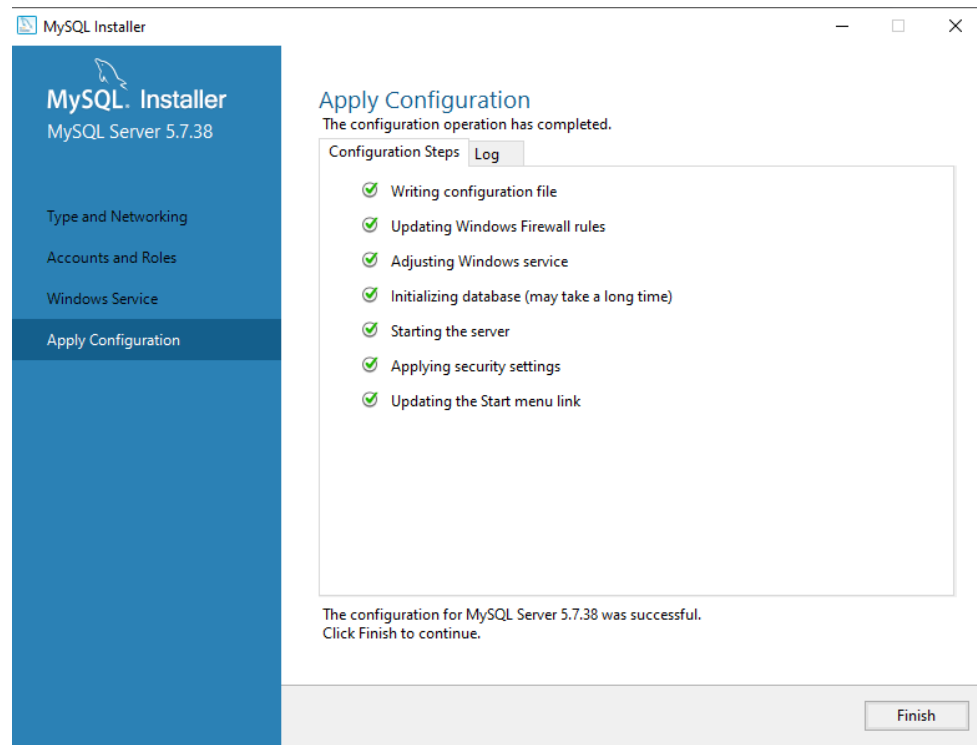 MySQL Installer
MySQL. Installer
MySQL Server 5.7.38
Type and Networking
Accounts and Roles
Windows Service
Apply Configuration
Apply Configuration
The configuration operation has completed.
Configuration Steps Log
Writing configuration file
Updating Windows Firewall rules
Adjusting Windows service
Initializing database (may take a long time)
Starting the server
Applying security settings
Updating the Start menu link
The configuration for MySQL Server 5.7.38 was successful.
Click Finish to continue.
Finish